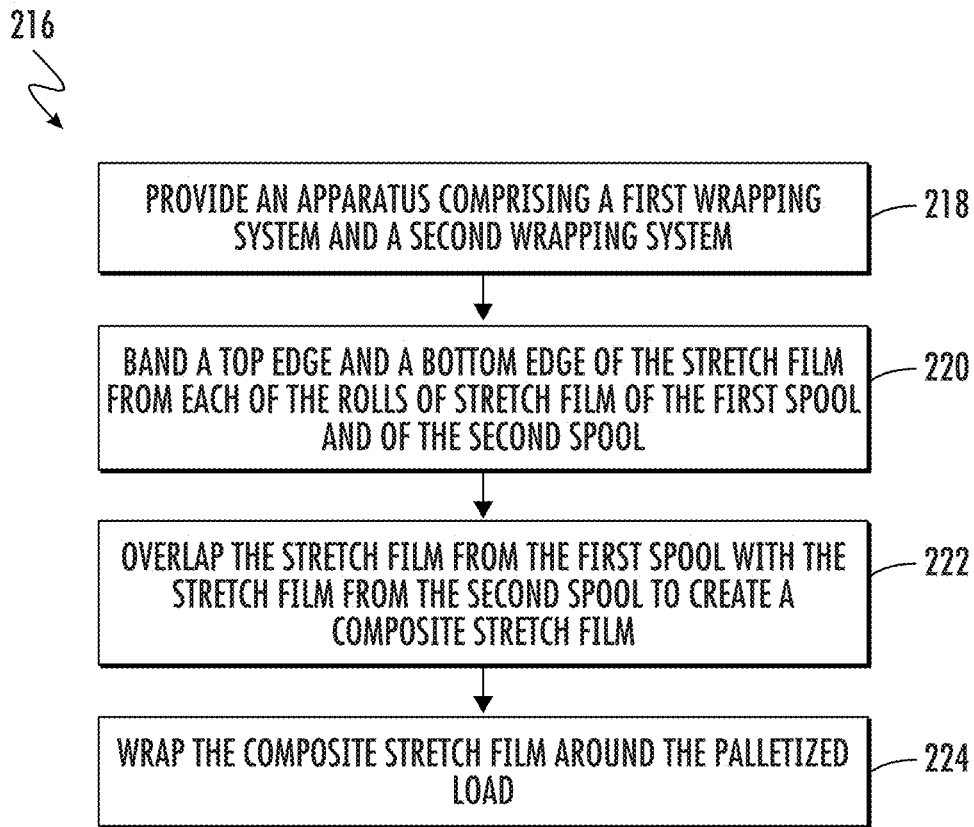 216
PROVIDE AN APPARATUS COMPRISING A FIRST WRAPPING
SYSTEM AND A SECOND WRAPPING SYSTEM
218
BAND A TOP EDGE AND A BOTTOM EDGE OF THE STRETCH FILM
FROM EACH OF THE ROLLS OF STRETCH FILM OF THE FIRST SPOOL
AND OF THE SECOND SPOOL
220
OVERLAP THE STRETCH FILM FROM THE FIRST SPOOL WITH THE
STRETCH FILM FROM THE SECOND SPOOL TO CREATE A
COMPOSITE STRETCH FILM
222
WRAP THE COMPOSITE STRETCH FILM AROUND THE PALLETIZED
LOAD
224